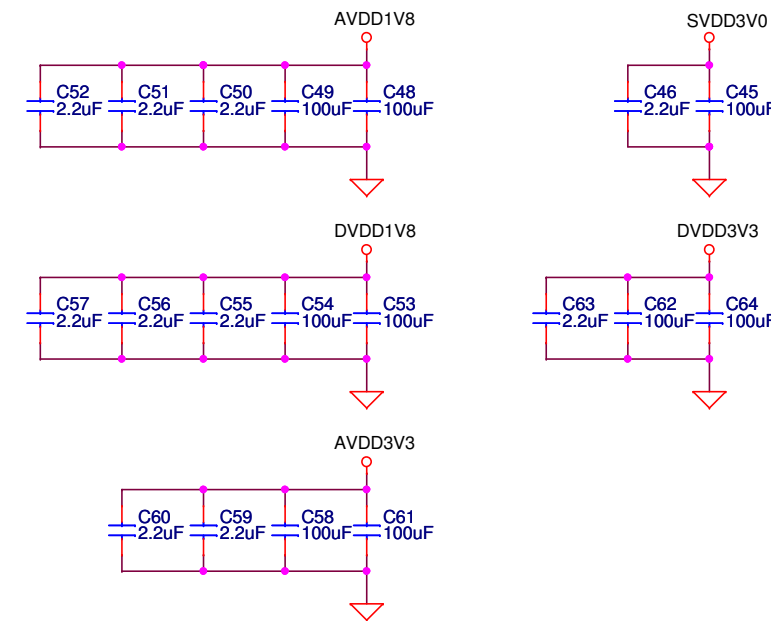 AVDD1V8
SVDD3V0
C52 C51 C50 C49 C48
2.2uF 2.2uF 2.2uF 100uF 100uF
C46 C45
2.2uF 100uF
DVDD1V8
DVDD3V3
C57 C56 C55 C54 C53
2.2uF 2.2uF 2.2uF 100uF 100uF
C63 C62 C64
2.2uF 100uF 100uF
AVDD3V3
C60 C59 C58 C61
2.2uF 2.2uF 100uF 100uF